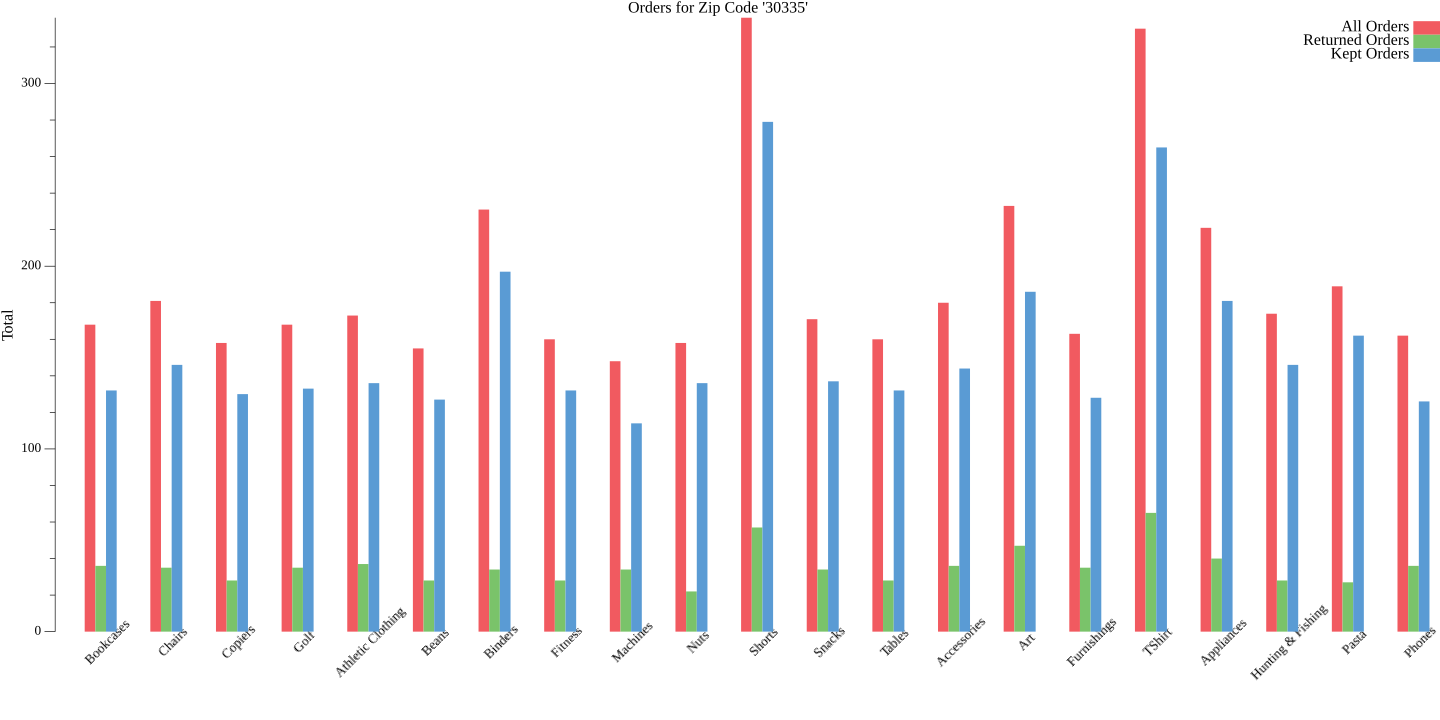 Orders for Zip Code '30335'
All Orders
Returned Orders
Kept Orders
Total
300
200
100
0
Bookcases
Chairs
Copiers
Golf
Athletic Clothing
Beans
Binders
Fitness
Machines
Nuts
Shorts
Snacks
Tables
Accessories
Art
Furnishings
TShirt
Appliances
Hunting & Fishing
Pasta
Phones